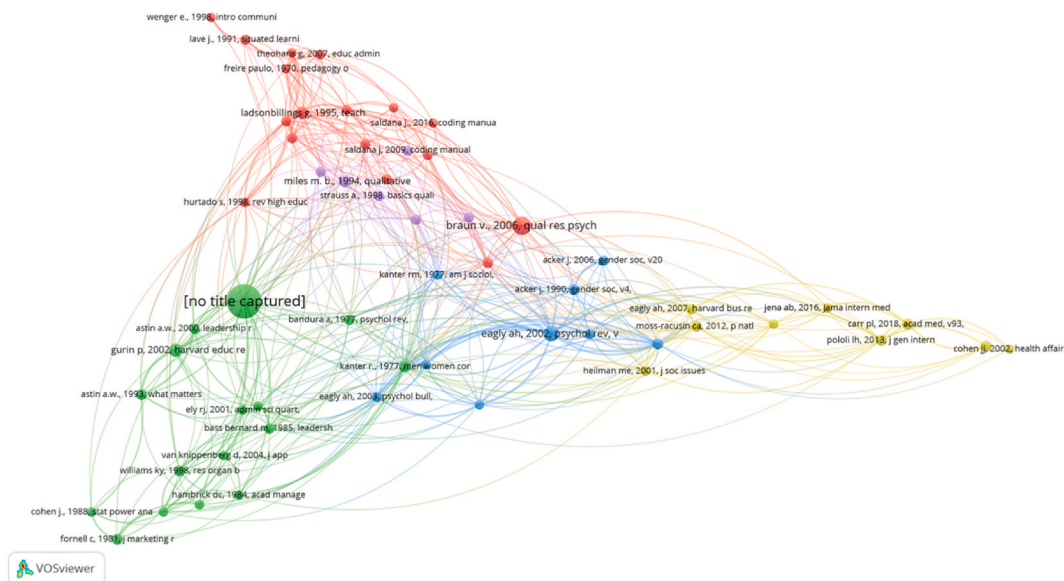 wenger e., 1998, intro communi
lave j., 1991, situated learni
theoharis g, 2007, educ admin
freire paulo, 1970, pedagogy o
ladsonbillings g, 1995, teach
saldana j., 2016, coding manua
saldana j., 2009, coding manual
miles m. b., 1994, qualitative
strauss a., 1998, basics quali
hurtado s, 1998, rev high educ
braun v., 2006, qual res psych
acker j, 2006, gender soc, v20
kanter rm, 1977, am j sociol,
acker j, 1990, gender soc, v4,
[no title captured]
eagly ah, 2007, harvard bus re
jena ab, 2016, jama intern med
bandura a., 1977, psychol rev,
astin a.w., 2000, leadership r
eagly ah, 2002, psychol rev, v
moss-racusin ca, 2012, p natl
carr pl, 2018, acad med, v93,
pololi lh, 2013, j gen intern
cohen jj, 2002, health affair
gurin p, 2002, harvard educ re
kanter r., 1977, men women cor
heilman me, 2001, j soc issues
astin a.w., 1993, what matters
eagly ah, 2003, psychol bull,
ely rj, 2001, admin sci quart,
bass bernard m, 1985, leadersh
van knippenberg d, 2004, j app
williams ky, 1998, res organ b
hambrick dc, 1984, acad manage
cohen j., 1988, stat power ana
fornell c, 1981, j marketing r
VOSviewer